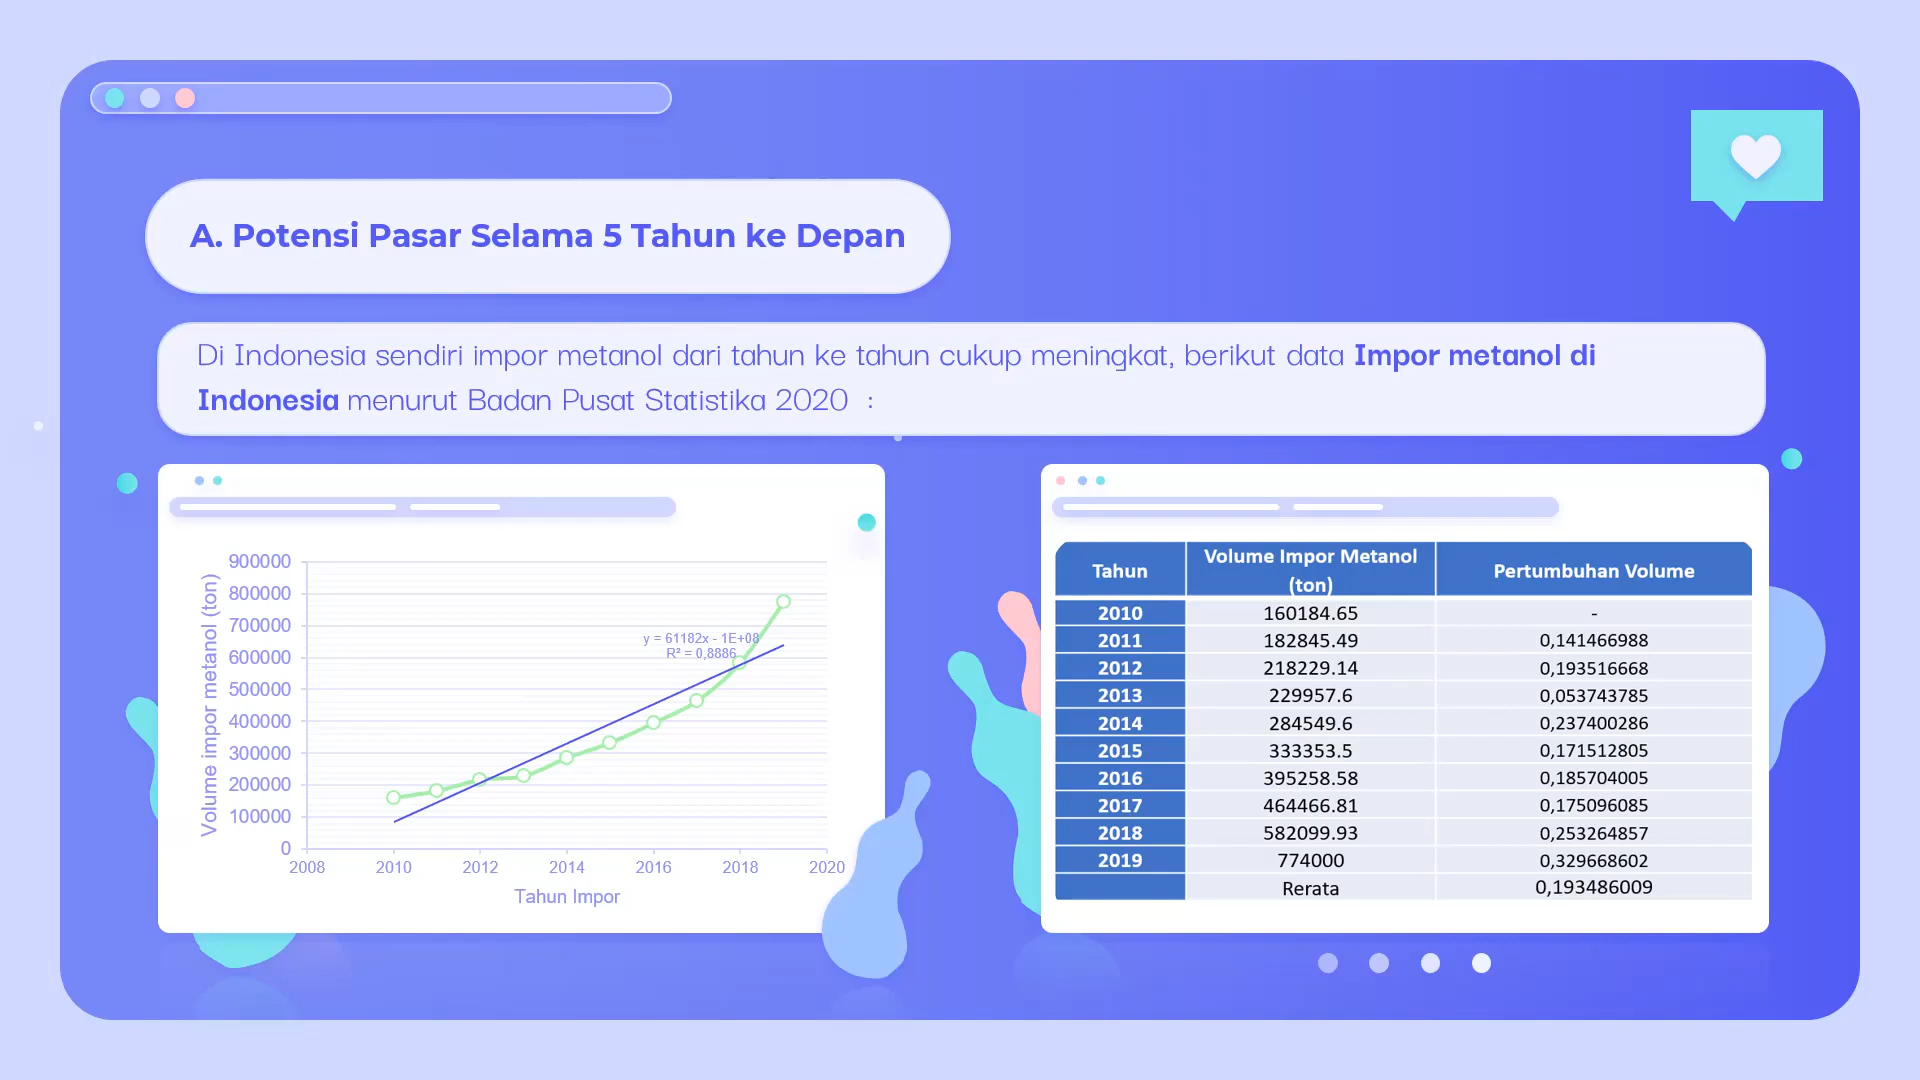 A. Potensi Pasar Selama 5 Tahun ke Depan
Di Indonesia sendiri impor metanol dari tahun ke tahun cukup meningkat, berikut data Impor metanol di
Indonesia menurut Badan Pusat Statistika 2020 :
Volume impor metanol (ton)
900000
800000
700000
600000
500000
400000
300000
200000
100000
0
y = 61182x - 1E+08
R² = 0,8886
2008 2010 2012 2014 2016 2018 2020
Tahun Impor
Tahun Volume Impor Metanol (ton) Pertumbuhan Volume
2010 160184.65 -
2011 182845.49 0,141466988
2012 218229.14 0,193516668
2013 229957.6 0,053743785
2014 284549.6 0,237400286
2015 333353.5 0,171512805
2016 395258.58 0,185704005
2017 464466.81 0,175096085
2018 582099.93 0,253264857
2019 774000 0,329668602
Rerata 0,193486009